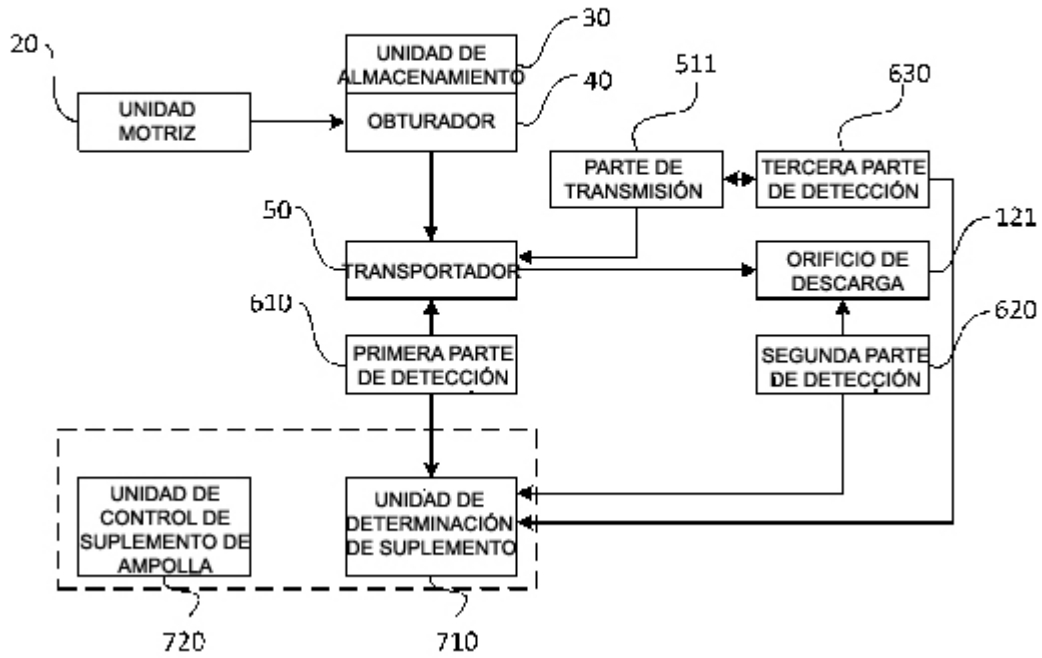 20
30
UNIDAD DE
ALMACENAMIENTO
40
511
630
UNIDAD
MOTRIZ
OBTURADOR
PARTE DE
TRANSMISIÓN
TERCERA PARTE
DE DETECCIÓN
50
121
TRANSPORTADOR
ORIFICIO DE
DESCARGA
610
620
PRIMERA PARTE
DE DETECCIÓN
SEGUNDA PARTE
DE DETECCIÓN
UNIDAD DE
CONTROL DE
SUPLEMENTO DE
AMPOLLA
UNIDAD DE
DETERMINACIÓN
DE SUPLEMENTO
720
710